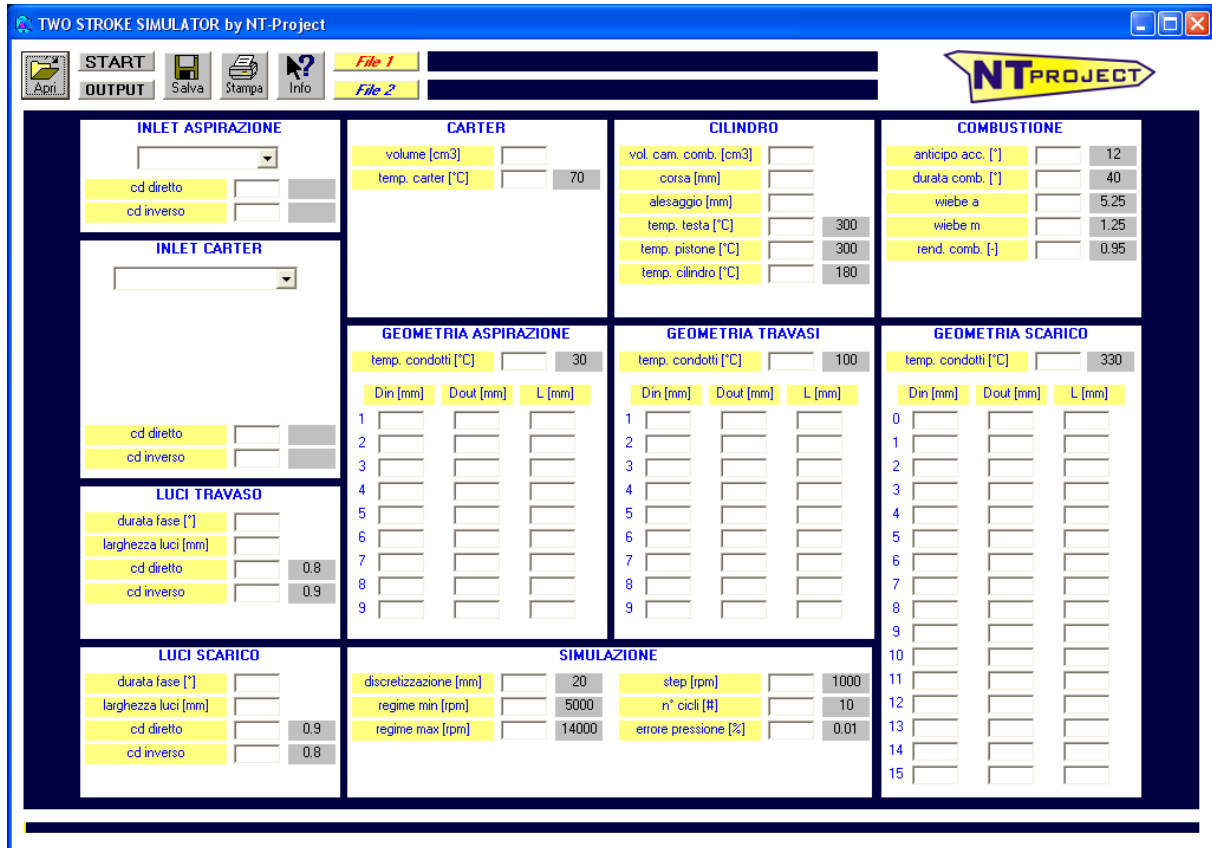 TWO STROKE SIMULATOR by NT-Project
START
OUTPUT
Apri
Salva
Stampa
Info
File 1
File 2
NTPROJECT
INLET ASPIRAZIONE
cd diretto
cd inverso
INLET CARTER
cd diretto
cd inverso
LUCI TRAVASO
durata fase [°]
larghezza luci [mm]
cd diretto 0.8
cd inverso 0.9
LUCI SCARICO
durata fase [°]
larghezza luci [mm]
cd diretto 0.9
cd inverso 0.8
CARTER
volume [cm3]
temp. carter [°C] 70
CILINDRO
vol. cam. comb. [cm3]
corsa [mm]
alesaggio [mm]
temp. testa [°C] 300
temp. pistone [°C] 300
temp. cilindro [°C] 180
COMBUSTIONE
anticipo acc. [°] 12
durata comb. [°] 40
wiebe a 5.25
wiebe m 1.25
rend. comb. [-] 0.95
GEOMETRIA ASPIRAZIONE
temp. condotti [°C] 30
Din [mm] Dout [mm] L [mm]
1
2
3
4
5
6
7
8
9
GEOMETRIA TRAVASI
temp. condotti [°C] 100
Din [mm] Dout [mm] L [mm]
1
2
3
4
5
6
7
8
9
GEOMETRIA SCARICO
temp. condotti [°C] 330
Din [mm] Dout [mm] L [mm]
0
1
2
3
4
5
6
7
8
9
10
11
12
13
14
15
SIMULAZIONE
discretizzazione [mm] 20
regime min [rpm] 5000
regime max [rpm] 14000
step [rpm] 1000
n° cicli [#] 10
errore pressione [%] 0.01